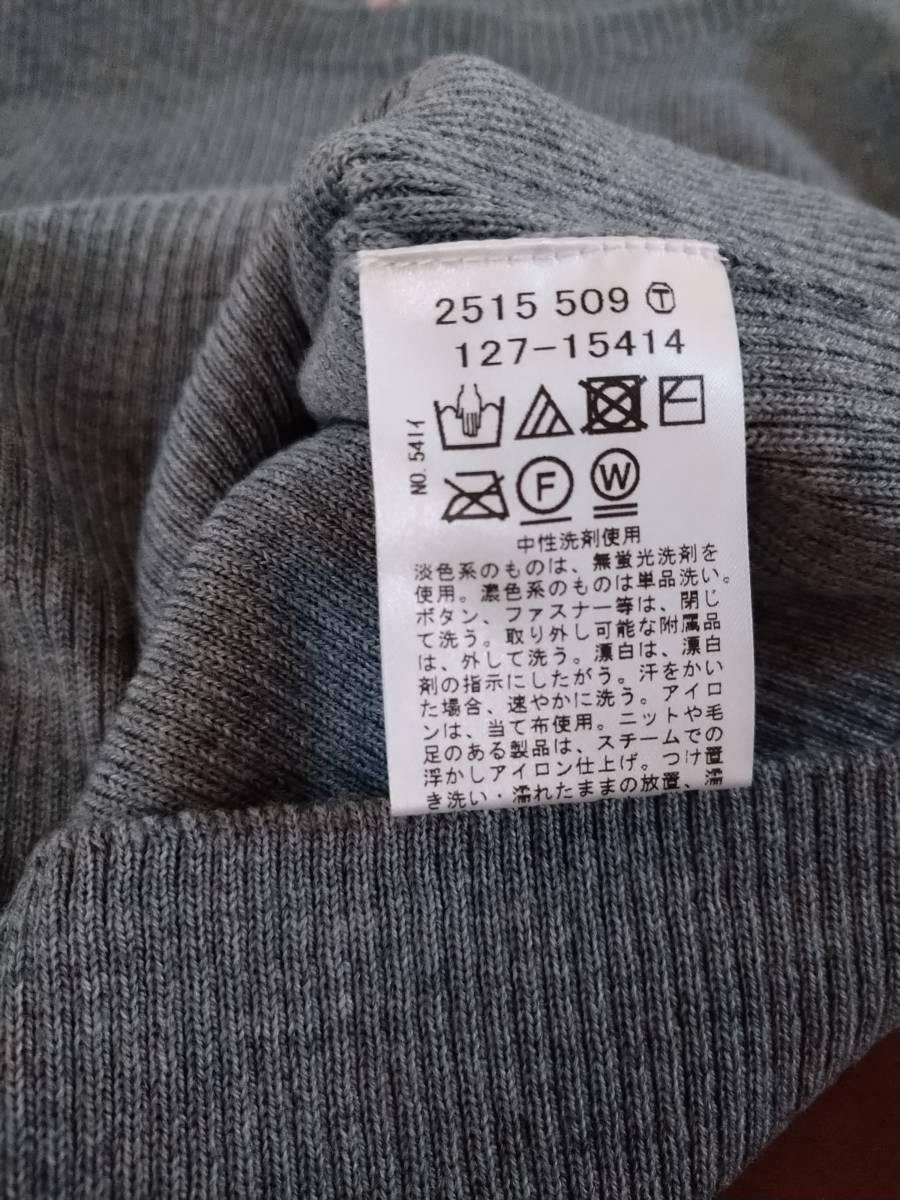 2515 509 Ⓣ
127-15414
NO. 541イ
F W
中性洗剤使用
淡色系のものは、無蛍光洗剤を
使用。濃色系のものは単品洗い。
ボタン、ファスナー等は、閉じ
て洗う。取り外し可能な附属品
は、外して洗う。漂白は、漂白
剤の指示にしたがう。汗をかい
た場合、速やかに洗う。アイロ
ンは、当て布使用。ニットや毛
足のある製品は、スチームでの
浮かしアイロン仕上げ。つけ置
き洗い・濡れたままの放置、濡